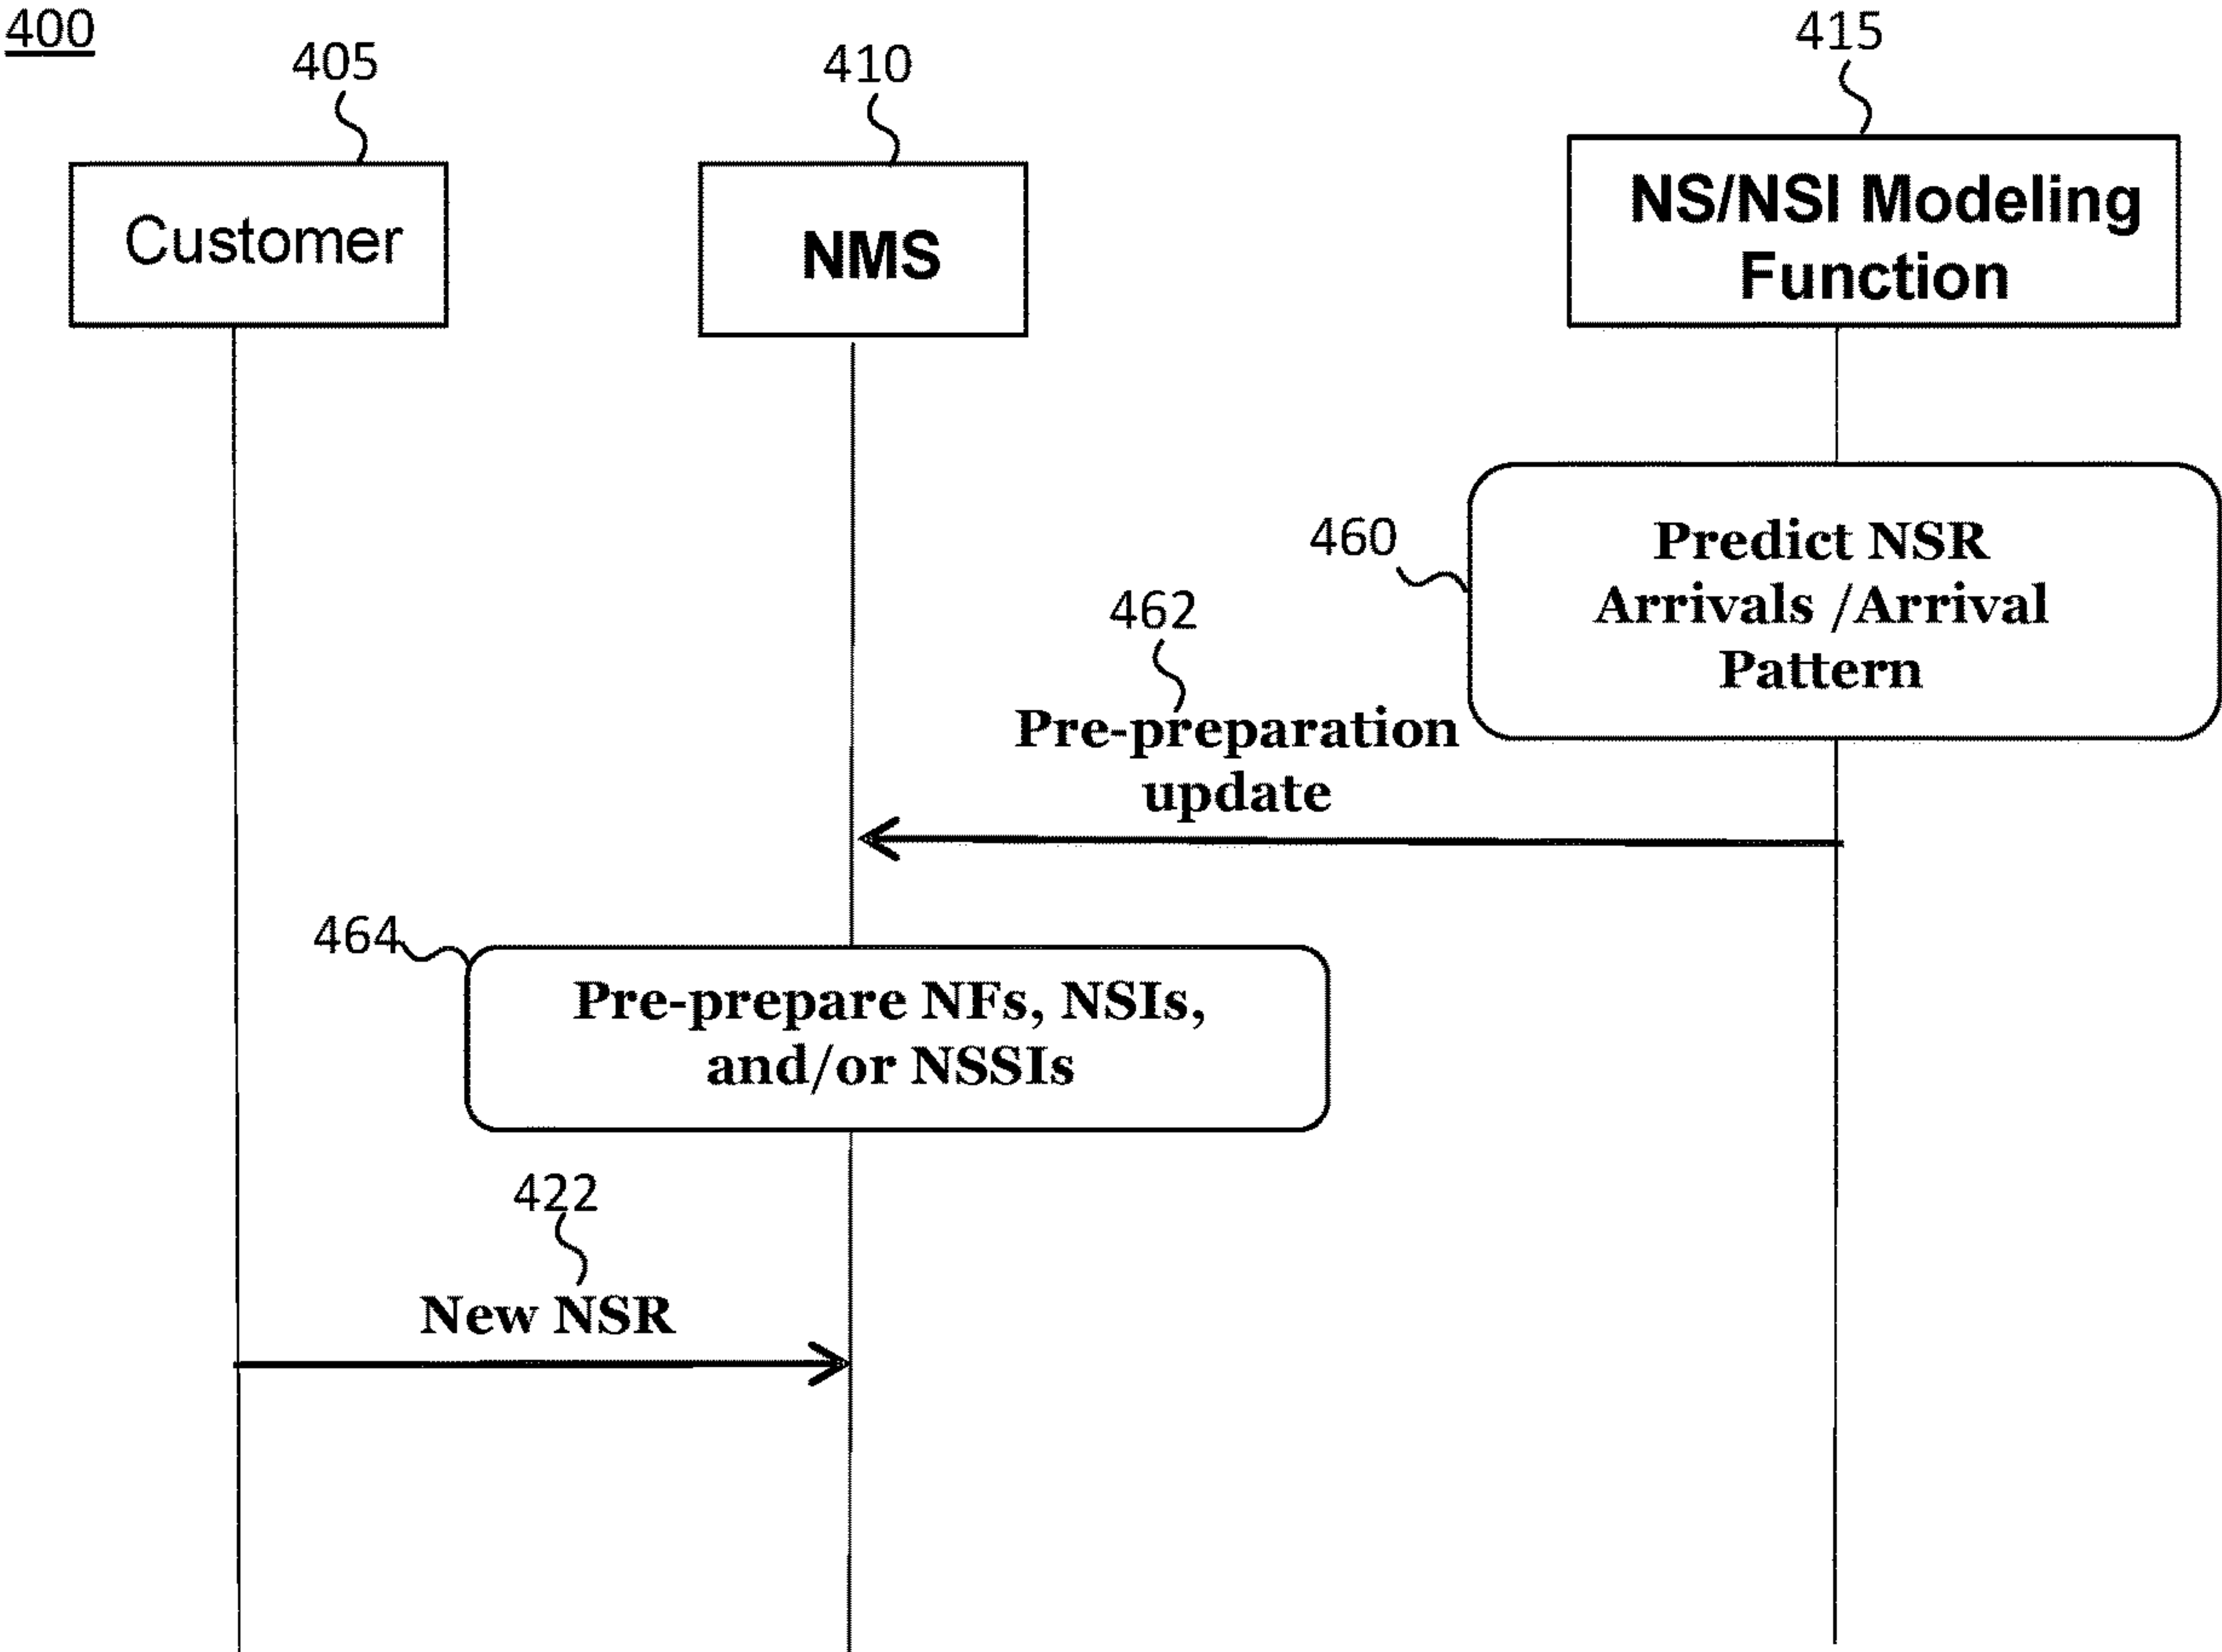 400
405
410
415
Customer
NMS
NS/NSI Modeling
Function
460
Predict NSR
Arrivals /Arrival
Pattern
462
Pre-preparation
update
464
Pre-prepare NFs, NSIs,
and/or NSSIs
422
New NSR